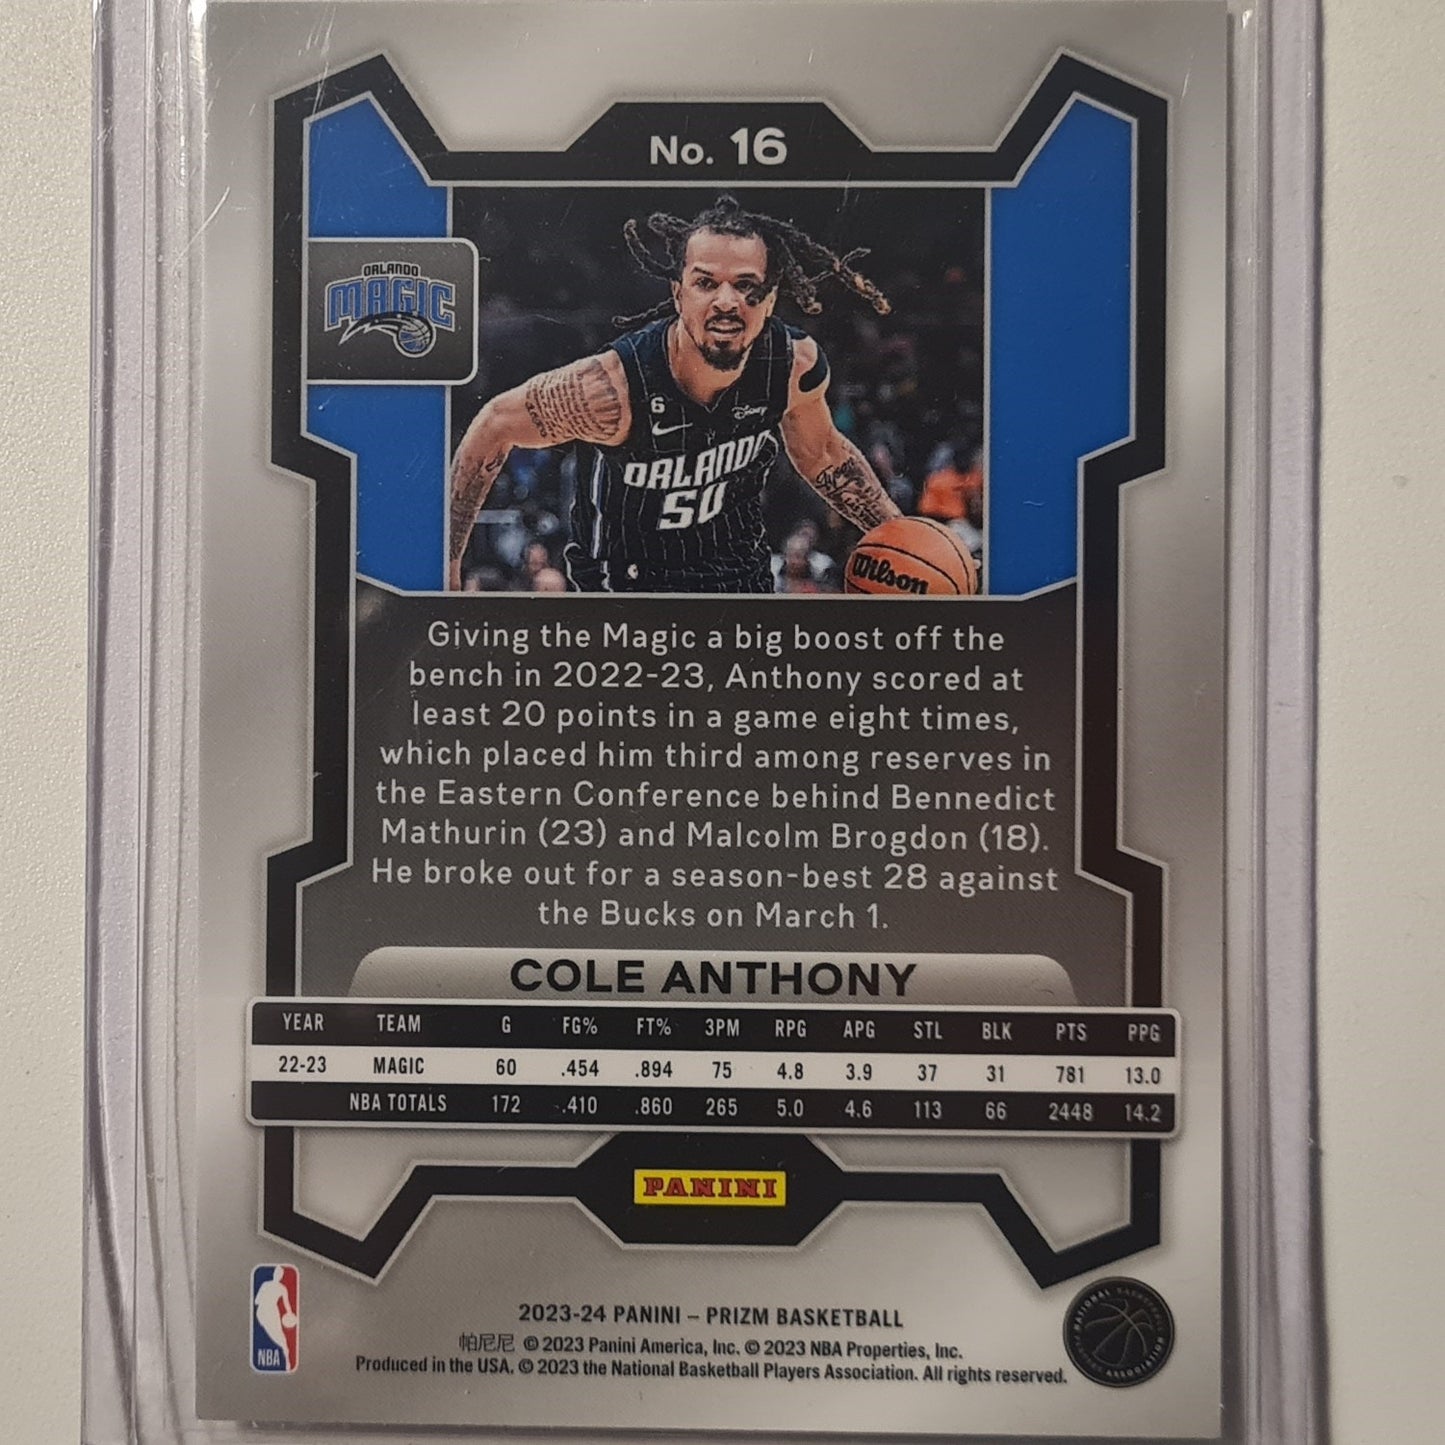 No. 16
ORLANDO
MAGIC
6
Disney
ORLANDO
50
Wilson
Giving the Magic a big boost off the
bench in 2022-23, Anthony scored at
least 20 points in a game eight times,
which placed him third among reserves in
the Eastern Conference behind Bennedict
Mathurin (23) and Malcolm Brogdon (18).
He broke out for a season-best 28 against
the Bucks on March 1.
COLE ANTHONY
YEAR TEAM G FG% FT% 3PM RPG APG STL BLK PTS PPG
22-23 MAGIC 60 .454 .894 75 4.8 3.9 37 31 781 13.0
NBA TOTALS 172 .410 .860 265 5.0 4.6 113 66 2448 14.2
PANINI
NBA
2023-24 PANINI – PRIZM BASKETBALL
帕尼尼 © 2023 Panini America, Inc. © 2023 NBA Properties, Inc.
Produced in the USA. © 2023 the National Basketball Players Association. All rights reserved.
NATIONAL BASKETBALL
PLAYERS ASSOCIATION